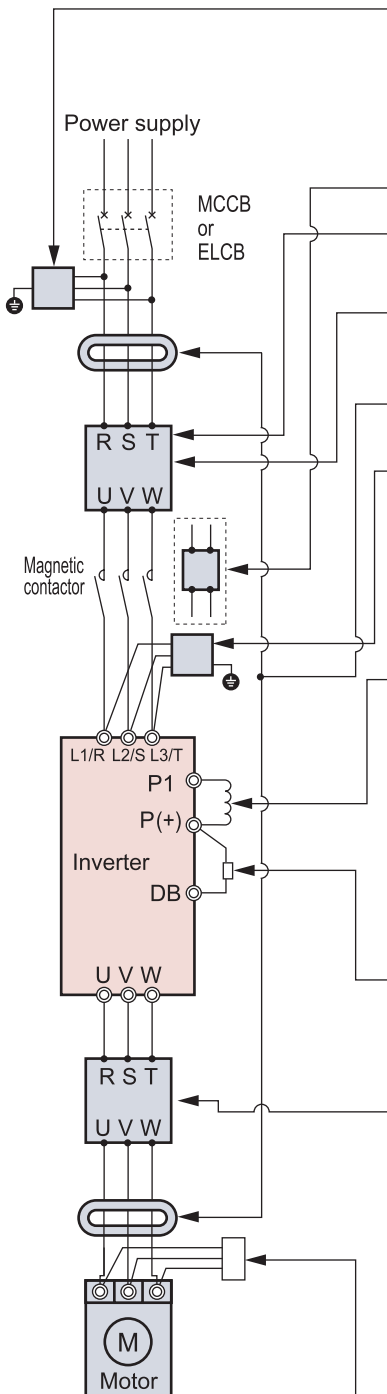 Power supply
MCCB
or
ELCB
R S T
U V W
Magnetic
contactor
L1/R L2/S L3/T
P1
P(+)
Inverter
DB
U V W
R S T
U V W
M
Motor